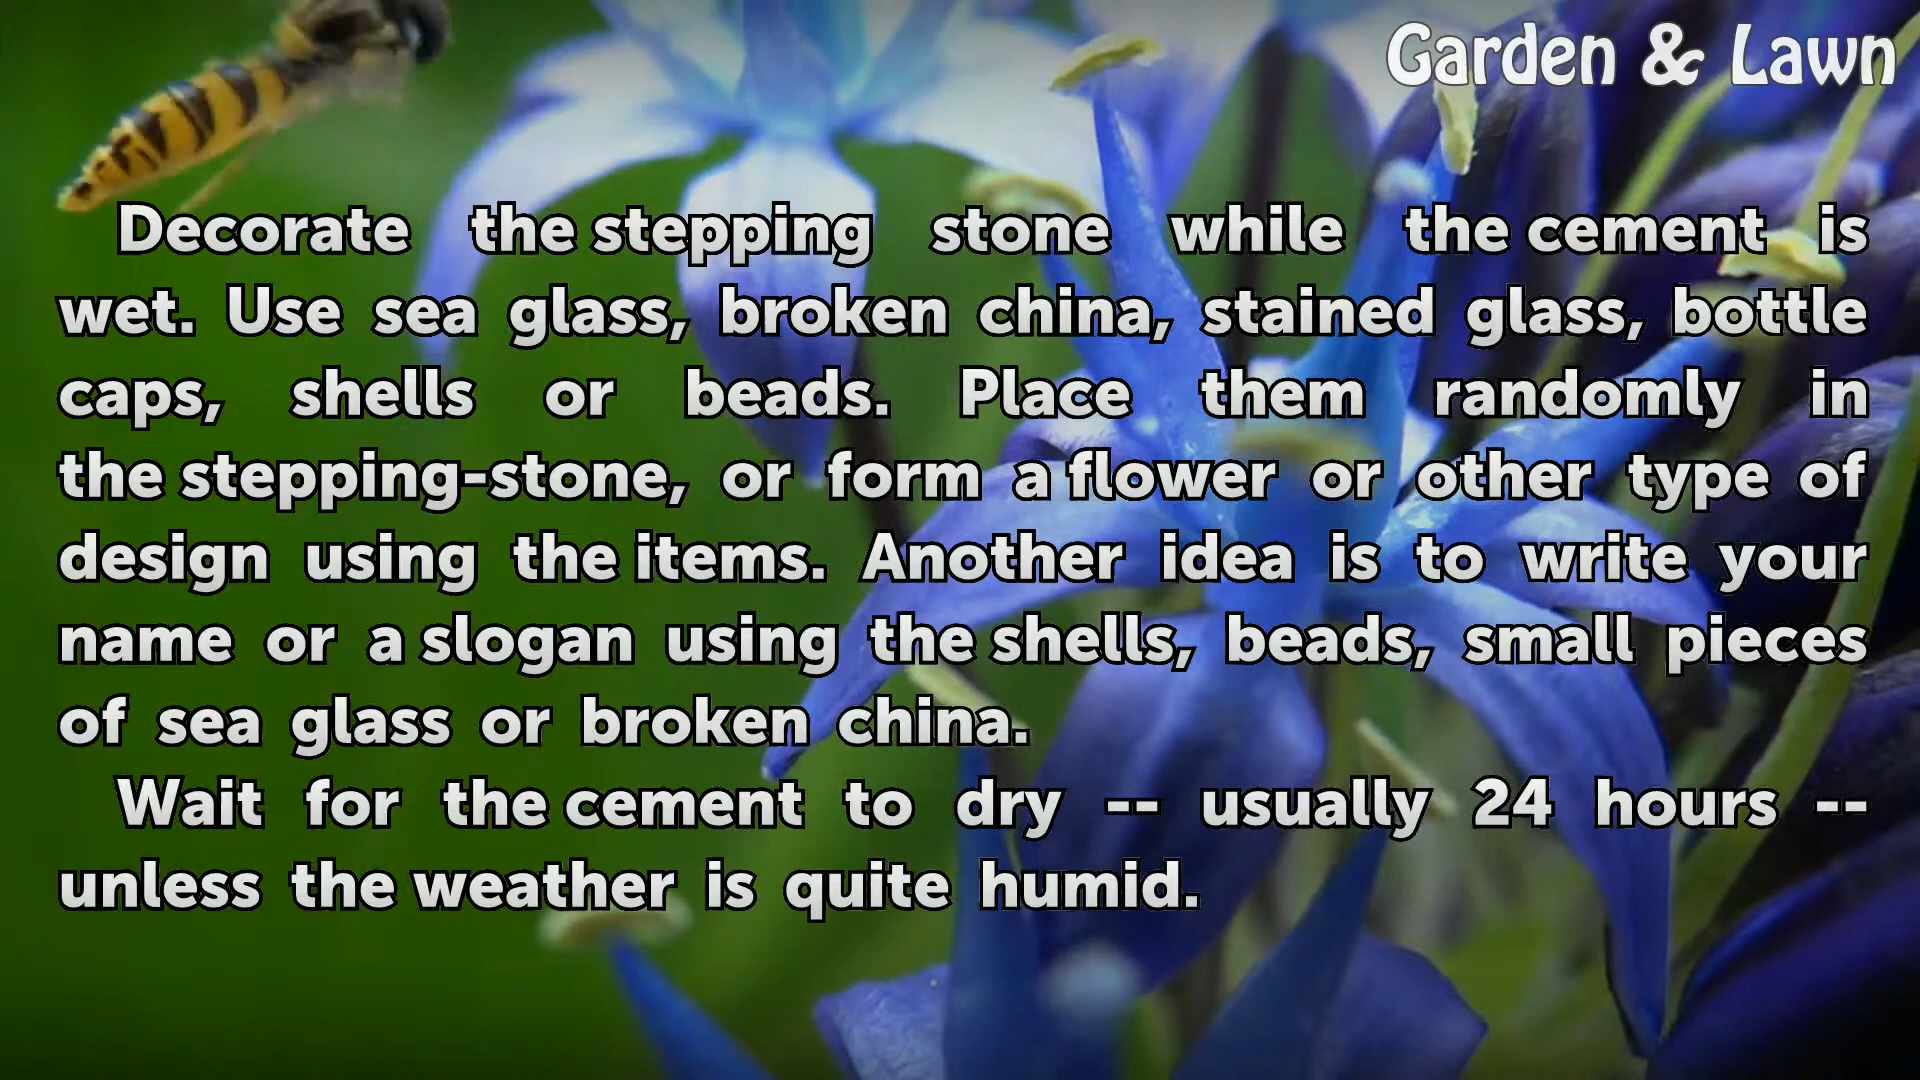 Garden & Lawn
Decorate the stepping stone while the cement is
wet. Use sea glass, broken china, stained glass, bottle
caps, shells or beads. Place them randomly in
the stepping-stone, or form a flower or other type of
design using the items. Another idea is to write your
name or a slogan using the shells, beads, small pieces
of sea glass or broken china.
Wait for the cement to dry -- usually 24 hours --
unless the weather is quite humid.